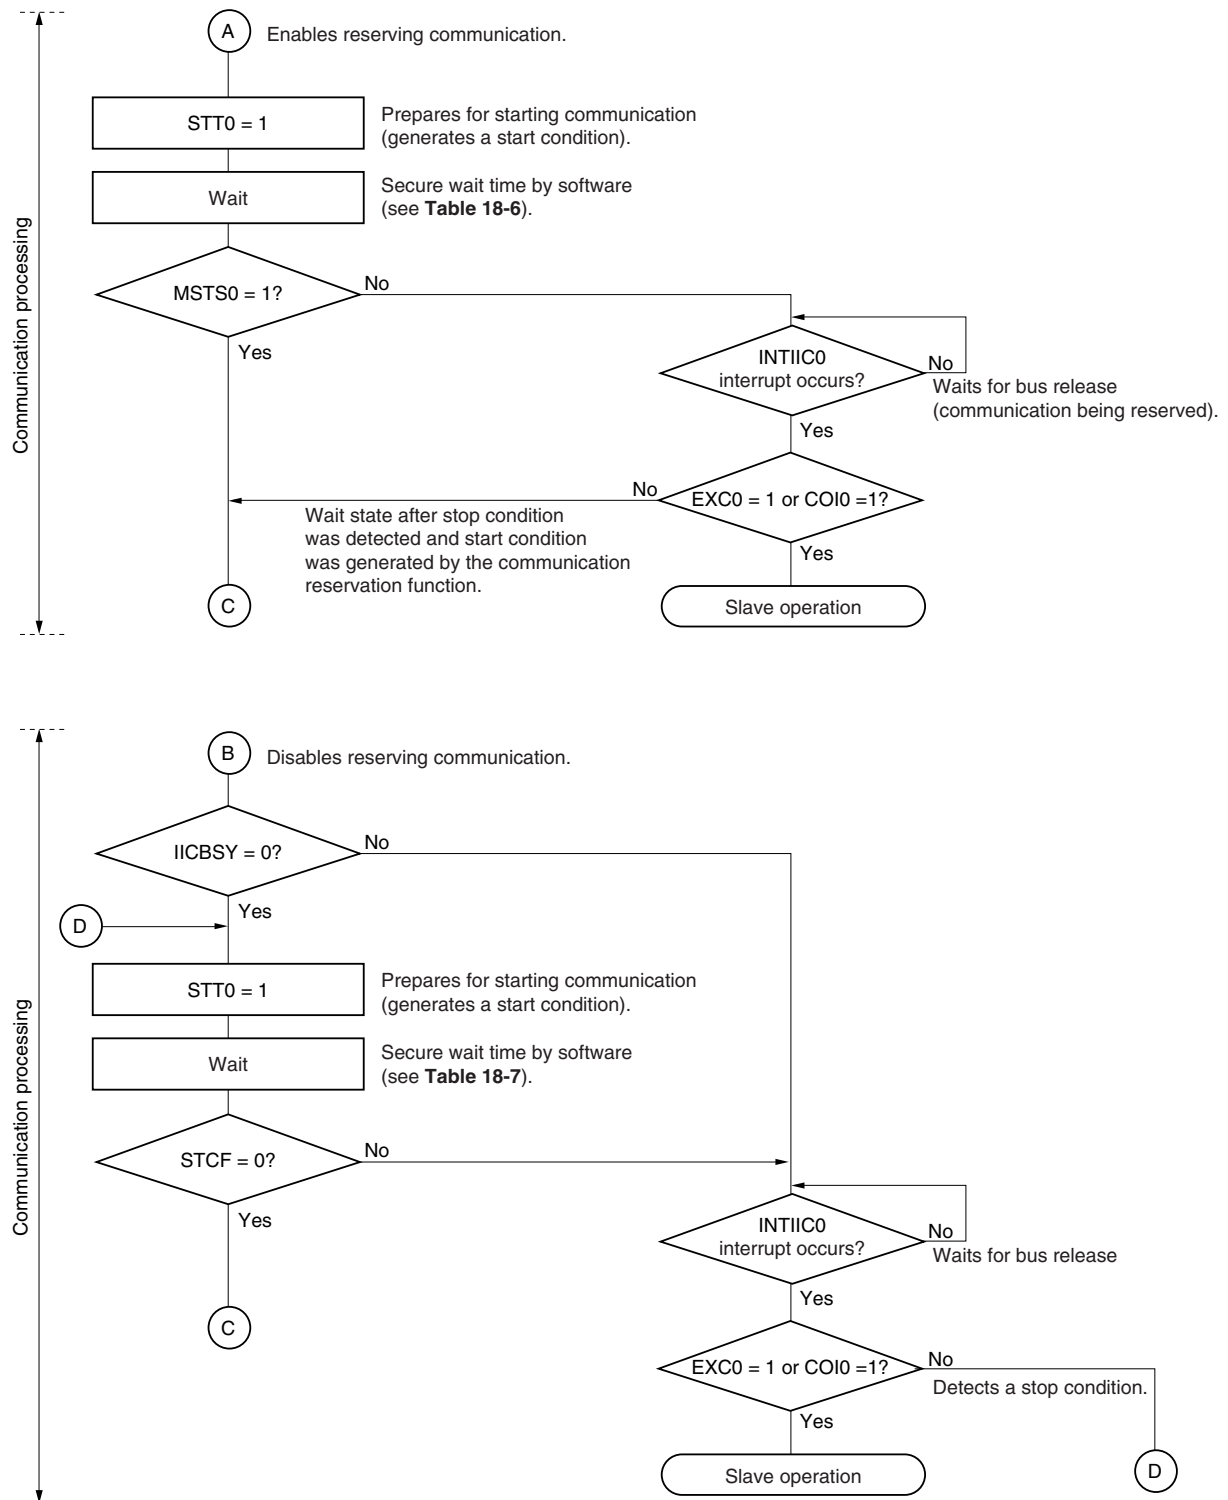 A
Enables reserving communication.
STT0 = 1
Prepares for starting communication
(generates a start condition).
Wait
Secure wait time by software
(see Table 18-6).
Communication processing
MSTS0 = 1?
No
Yes
INTIIC0
interrupt occurs?
No
Waits for bus release
(communication being reserved).
Yes
EXC0 = 1 or COI0 =1?
No
Wait state after stop condition
was detected and start condition
was generated by the communication
reservation function.
Yes
C
Slave operation
B
Disables reserving communication.
IICBSY = 0?
No
Yes
D
STT0 = 1
Prepares for starting communication
(generates a start condition).
Wait
Secure wait time by software
(see Table 18-7).
Communication processing
STCF = 0?
No
Yes
INTIIC0
interrupt occurs?
No
Waits for bus release
Yes
C
EXC0 = 1 or COI0 =1?
No
Detects a stop condition.
Yes
Slave operation
D